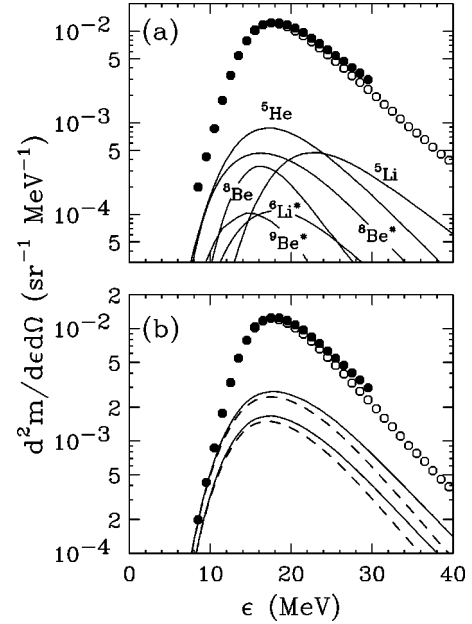 (a)
10⁻²
5
10⁻³
5
10⁻⁴
5
⁵He
⁸Be
⁵Li
⁶Li*
⁹Be*
⁸Be*
d²m/dεdΩ (sr⁻¹ MeV⁻¹)
(b)
2
10⁻²
5
2
10⁻³
5
2
10⁻⁴
0 10 20 30 40
ε (MeV)